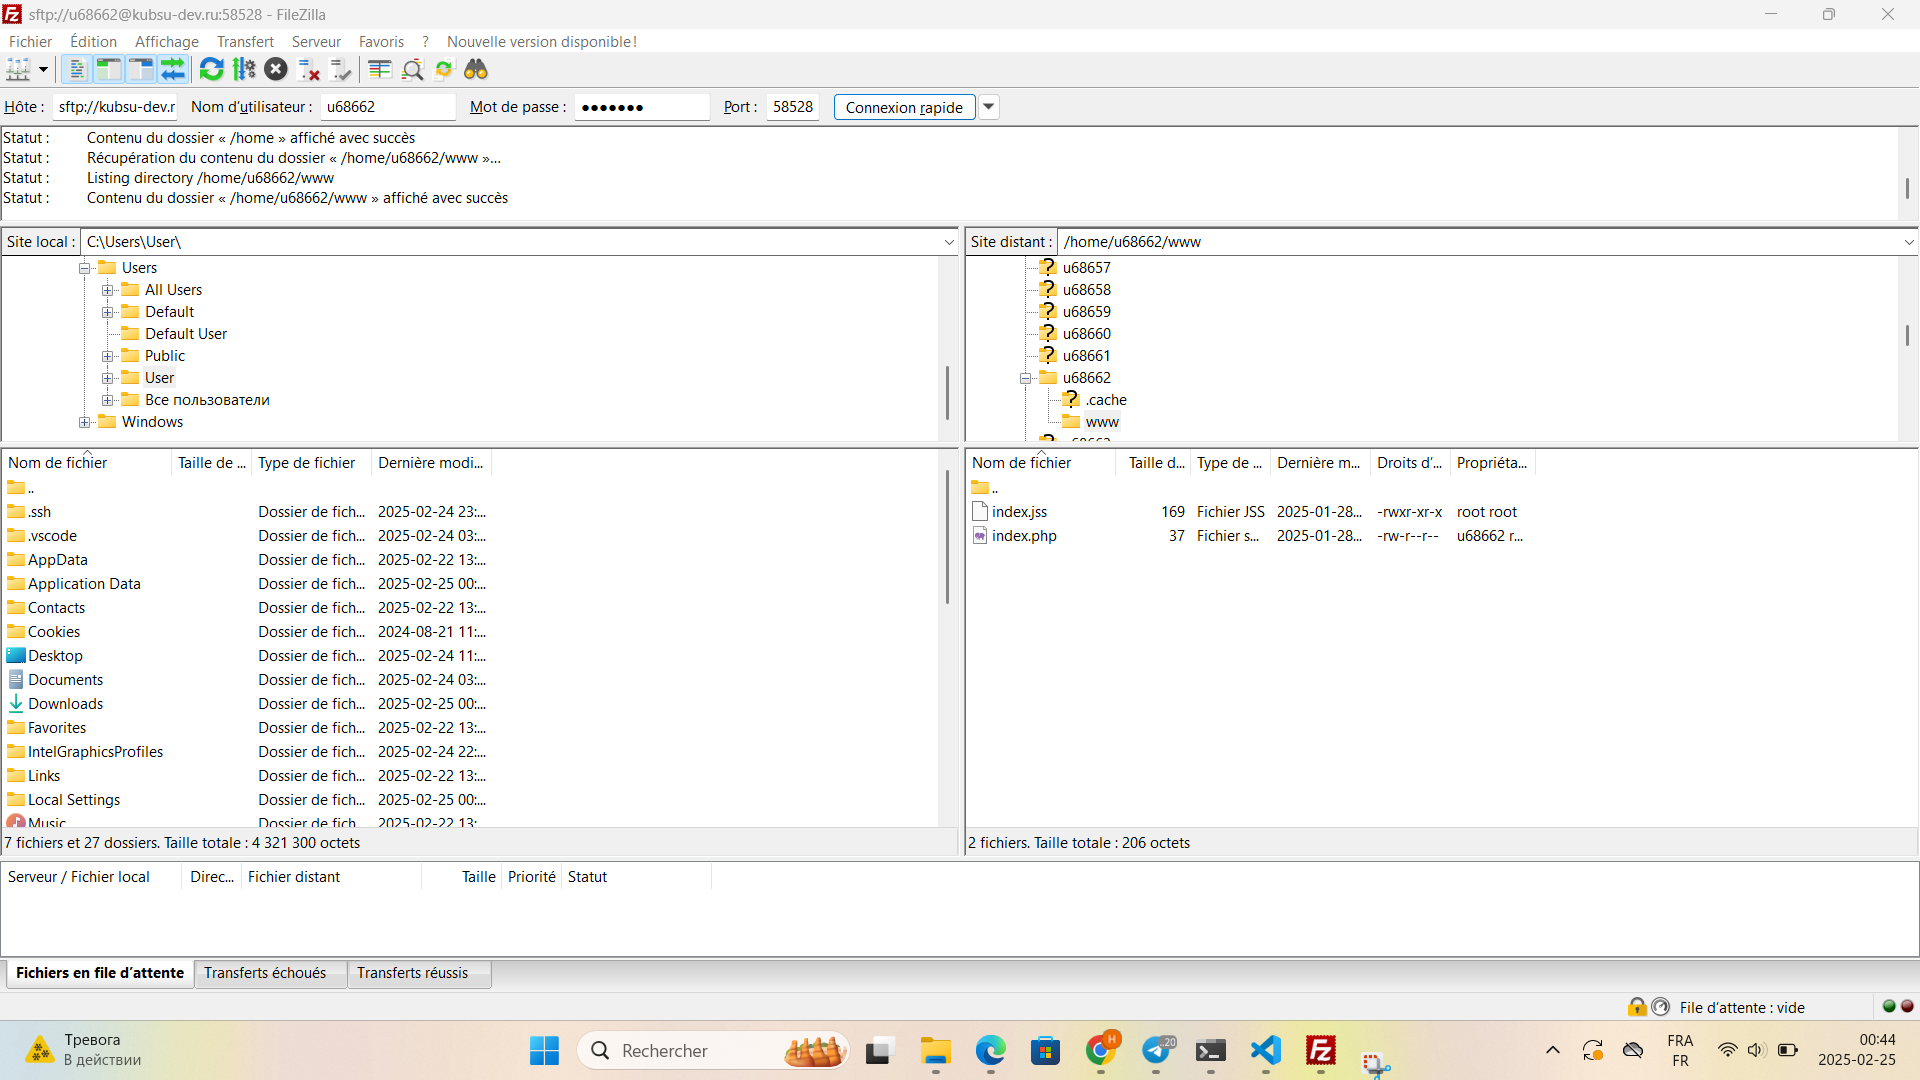 sftp://u68662@kubsu-dev.ru:58528 - FileZilla
Fichier Édition Affichage Transfert Serveur Favoris ? Nouvelle version disponible!
Hôte : sftp://kubsu-dev.r Nom d'utilisateur : u68662 Mot de passe : ●●●●●●● Port : 58528 Connexion rapide
Statut : Contenu du dossier « /home » affiché avec succès
Statut : Récupération du contenu du dossier « /home/u68662/www »...
Statut : Listing directory /home/u68662/www
Statut : Contenu du dossier « /home/u68662/www » affiché avec succès
Site local : C:\Users\User\
Users
All Users
Default
Default User
Public
User
Все пользователи
Windows
Site distant : /home/u68662/www
u68657
u68658
u68659
u68660
u68661
u68662
.cache
www
Nom de fichier Taille de ... Type de fichier Dernière modi...
..
.ssh Dossier de fich... 2025-02-24 23:...
.vscode Dossier de fich... 2025-02-24 03:...
AppData Dossier de fich... 2025-02-22 13:...
Application Data Dossier de fich... 2025-02-25 00:...
Contacts Dossier de fich... 2025-02-22 13:...
Cookies Dossier de fich... 2024-08-21 11:...
Desktop Dossier de fich... 2025-02-24 11:...
Documents Dossier de fich... 2025-02-24 03:...
Downloads Dossier de fich... 2025-02-25 00:...
Favorites Dossier de fich... 2025-02-22 13:...
IntelGraphicsProfiles Dossier de fich... 2025-02-24 22:...
Links Dossier de fich... 2025-02-22 13:...
Local Settings Dossier de fich... 2025-02-25 00:...
Music Dossier de fich... 2025-02-22 13:...
7 fichiers et 27 dossiers. Taille totale : 4 321 300 octets
Nom de fichier Taille d... Type de ... Dernière m... Droits d'... Propriéta...
..
index.jss 169 Fichier JSS 2025-01-28... -rwxr-xr-x root root
index.php 37 Fichier s... 2025-01-28... -rw-r--r-- u68662 r...
2 fichiers. Taille totale : 206 octets
Serveur / Fichier local Direc... Fichier distant Taille Priorité Statut
Fichiers en file d'attente Transferts échoués Transferts réussis
File d'attente : vide
Тревога
В действии
Rechercher
H
20
FRA
FR
00:44
2025-02-25